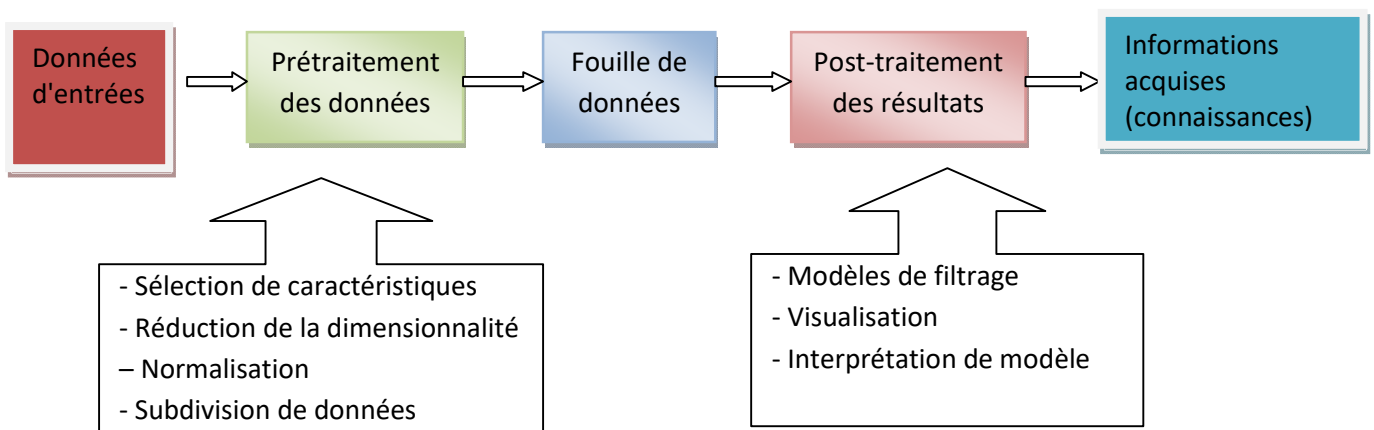 Données
d'entrées
Prétraitement
des données
Fouille de
données
Post-traitement
des résultats
Informations
acquises
(connaissances)
- Sélection de caractéristiques
- Réduction de la dimensionnalité
– Normalisation
- Subdivision de données
- Modèles de filtrage
- Visualisation
- Interprétation de modèle